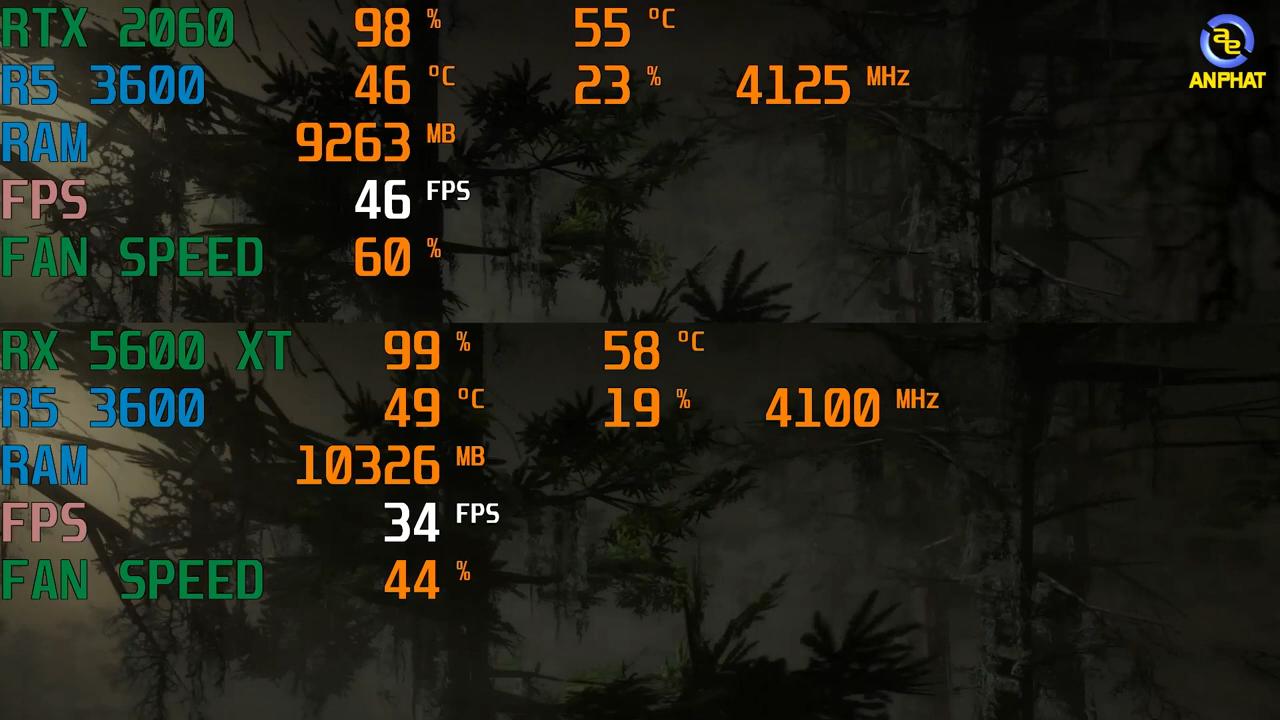 RTX 2060 98 % 55 °C
R5 3600 46 °C 23 % 4125 MHz
RAM 9263 MB
FPS 46 FPS
FAN SPEED 60 %
ae
ANPHAT
RX 5600 XT 99 % 58 °C
R5 3600 49 °C 19 % 4100 MHz
RAM 10326 MB
FPS 34 FPS
FAN SPEED 44 %